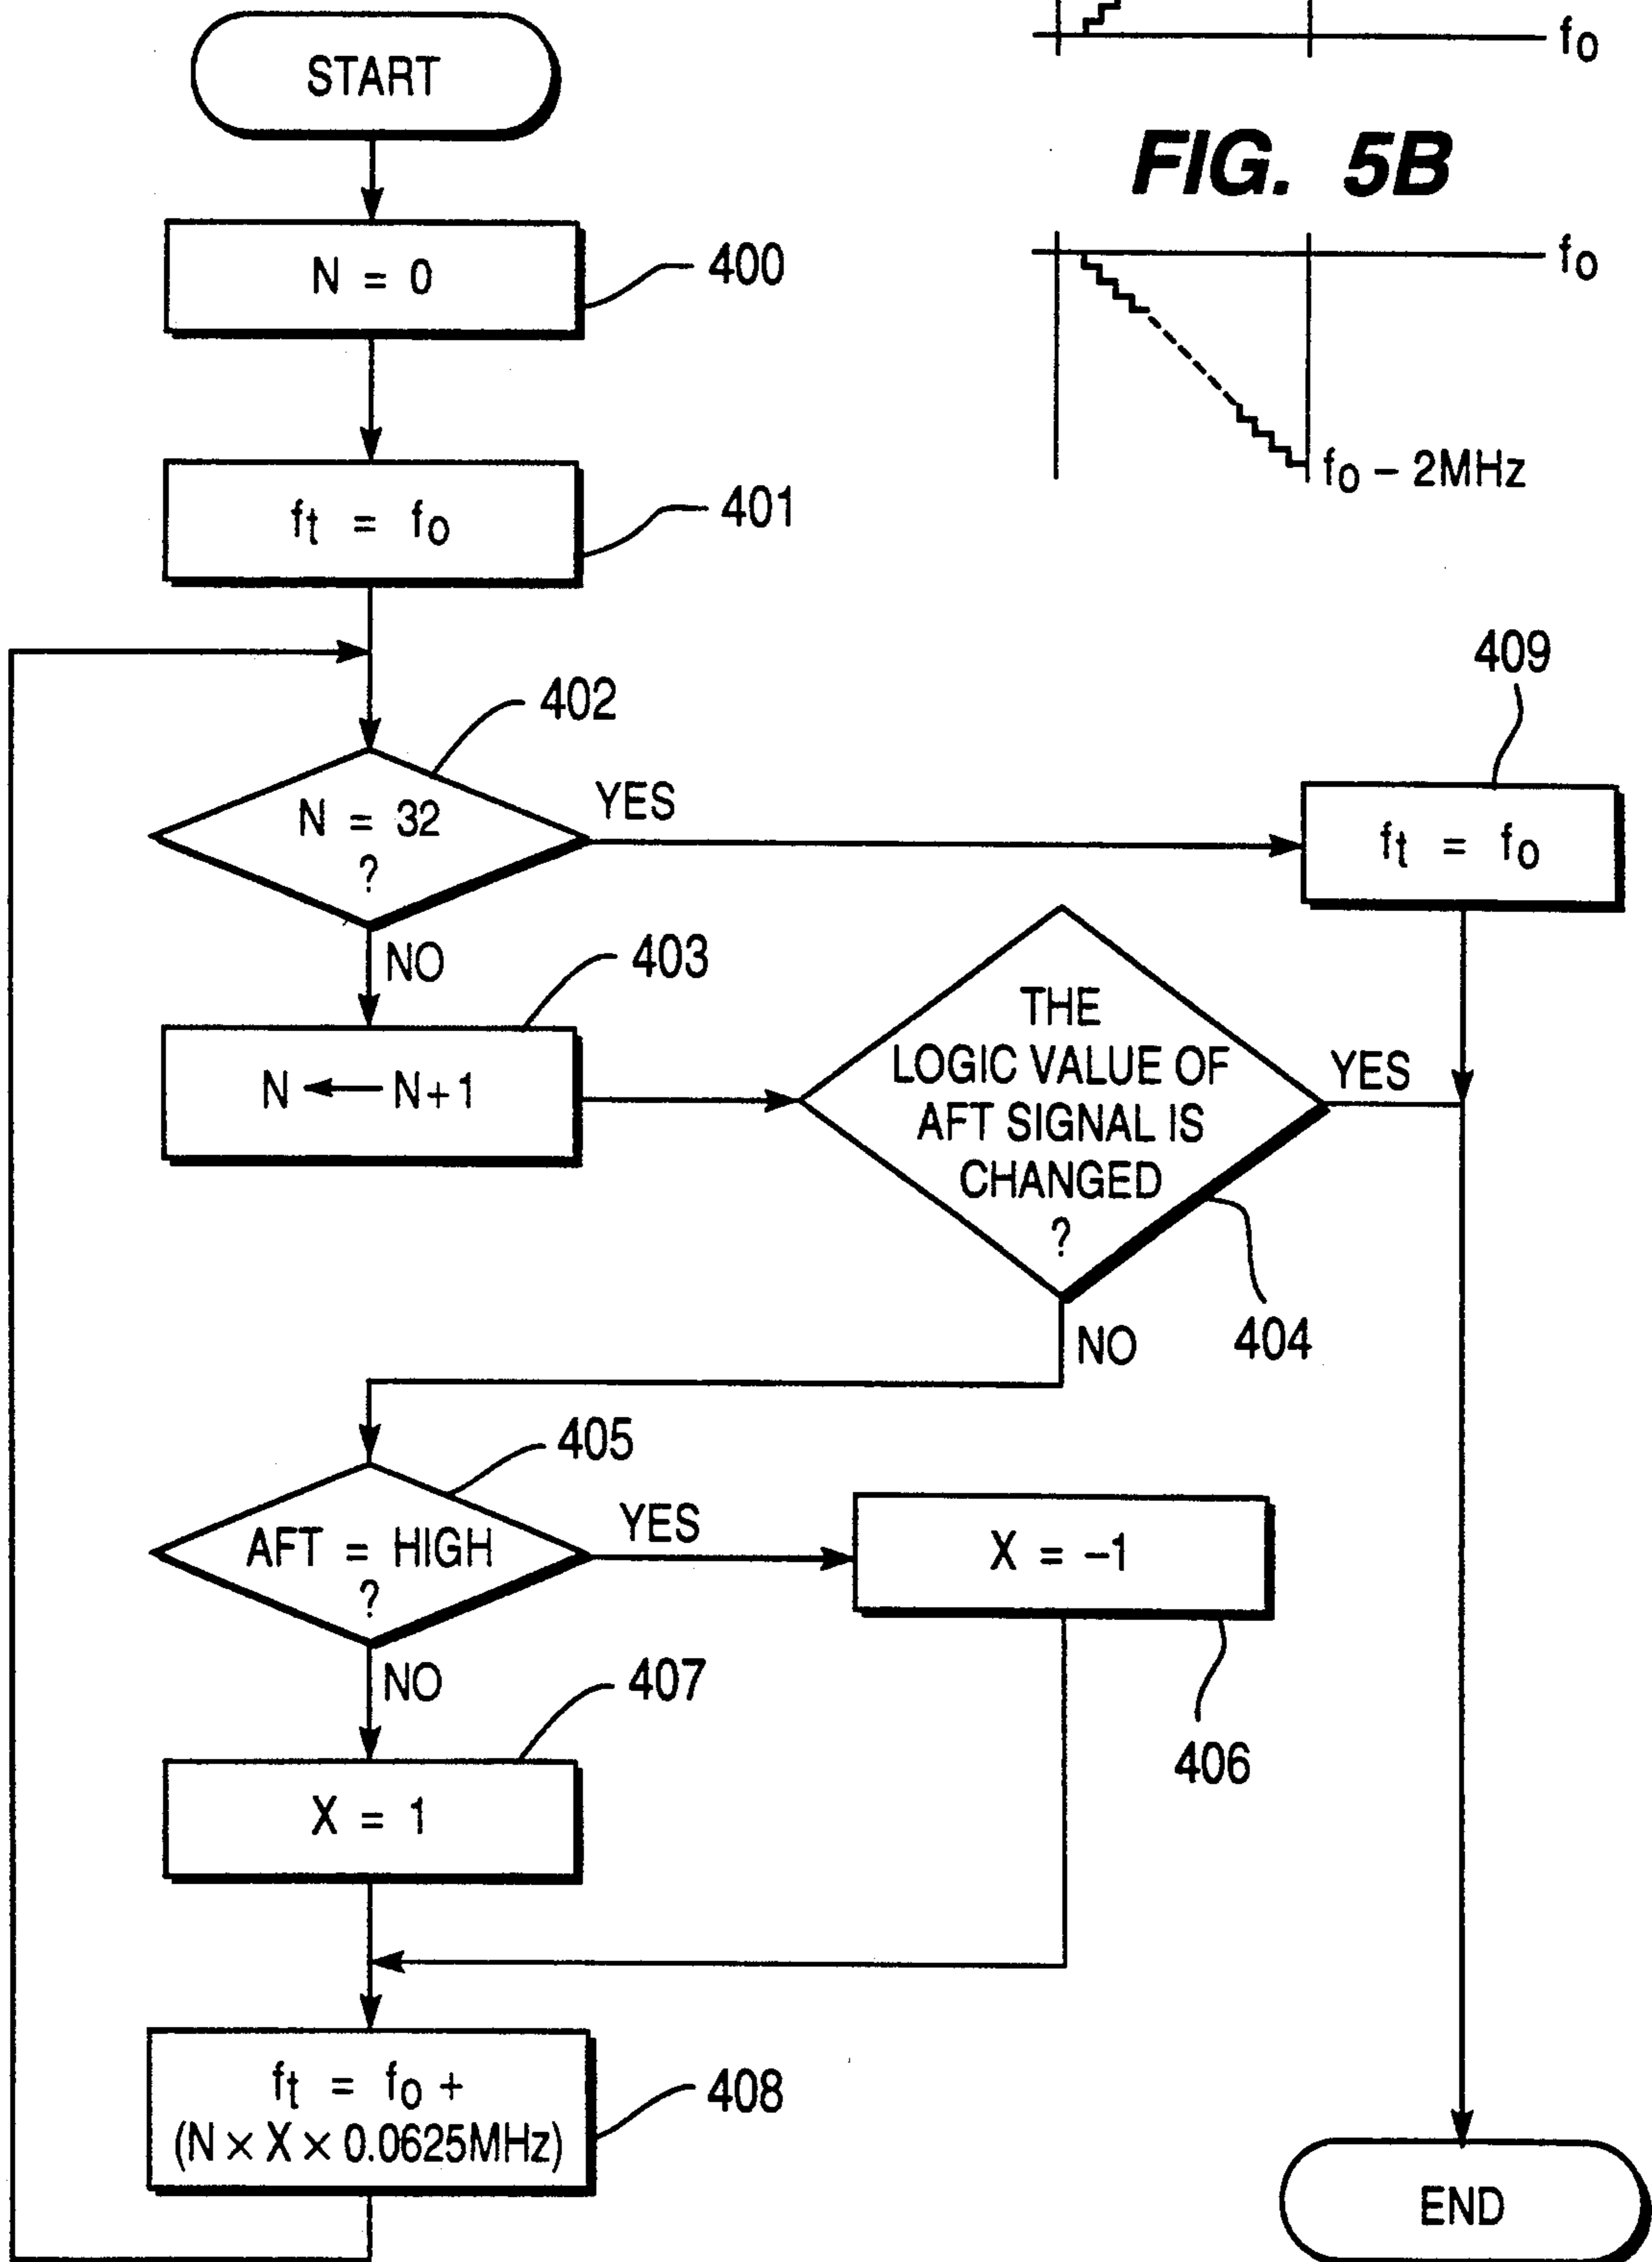 START
N = 0
400
ft = fo
401
402
N = 32
?
YES
NO
409
ft = fo
403
N ← N+1
THE
LOGIC VALUE OF
AFT SIGNAL IS
CHANGED
?
YES
NO
404
405
AFT = HIGH
?
YES
NO
X = -1
406
407
X = 1
ft = fo +
(N × X × 0.0625MHz)
408
END
fo
FIG. 5B
fo
fo - 2MHz